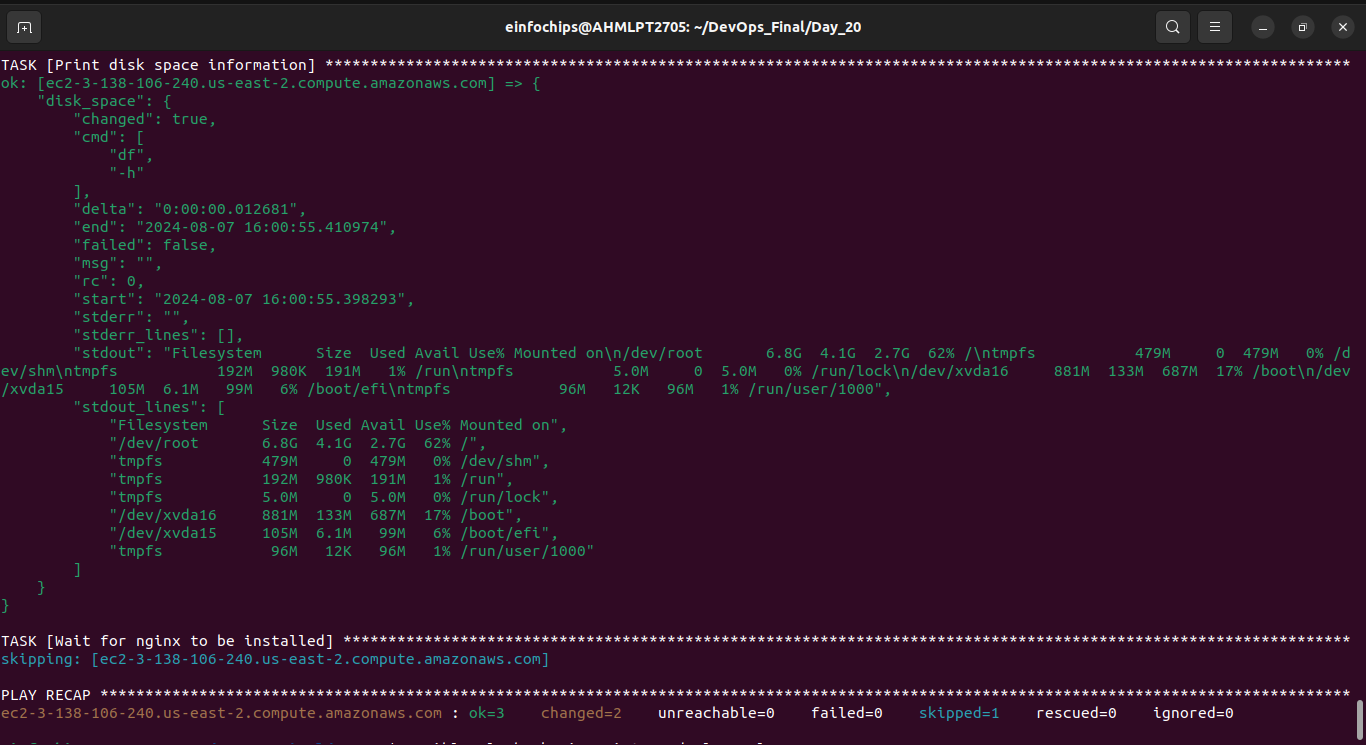 einfochips@AHMLPT2705: ~/DevOps_Final/Day_20
TASK [Print disk space information] ******************************************************************************************************************
ok: [ec2-3-138-106-240.us-east-2.compute.amazonaws.com] => {
    "disk_space": {
        "changed": true,
        "cmd": [
            "df",
            "-h"
        ],
        "delta": "0:00:00.012681",
        "end": "2024-08-07 16:00:55.410974",
        "failed": false,
        "msg": "",
        "rc": 0,
        "start": "2024-08-07 16:00:55.398293",
        "stderr": "",
        "stderr_lines": [],
        "stdout": "Filesystem      Size  Used Avail Use% Mounted on\n/dev/root       6.8G  4.1G  2.7G  62% /\ntmpfs           479M     0  479M   0% /d
ev/shm\ntmpfs           192M  980K  191M   1% /run\ntmpfs           5.0M     0  5.0M   0% /run/lock\n/dev/xvda16     881M  133M  687M  17% /boot\n/dev
/xvda15     105M  6.1M   99M   6% /boot/efi\ntmpfs            96M   12K   96M   1% /run/user/1000",
        "stdout_lines": [
            "Filesystem      Size  Used Avail Use% Mounted on",
            "/dev/root       6.8G  4.1G  2.7G  62% /",
            "tmpfs           479M     0  479M   0% /dev/shm",
            "tmpfs           192M  980K  191M   1% /run",
            "tmpfs           5.0M     0  5.0M   0% /run/lock",
            "/dev/xvda16     881M  133M  687M  17% /boot",
            "/dev/xvda15     105M  6.1M   99M   6% /boot/efi",
            "tmpfs            96M   12K   96M   1% /run/user/1000"
        ]
    }
}
TASK [Wait for nginx to be installed] ****************************************************************************************************************
skipping: [ec2-3-138-106-240.us-east-2.compute.amazonaws.com]
PLAY RECAP *******************************************************************************************************************************************
ec2-3-138-106-240.us-east-2.compute.amazonaws.com : ok=3    changed=2    unreachable=0    failed=0    skipped=1    rescued=0    ignored=0